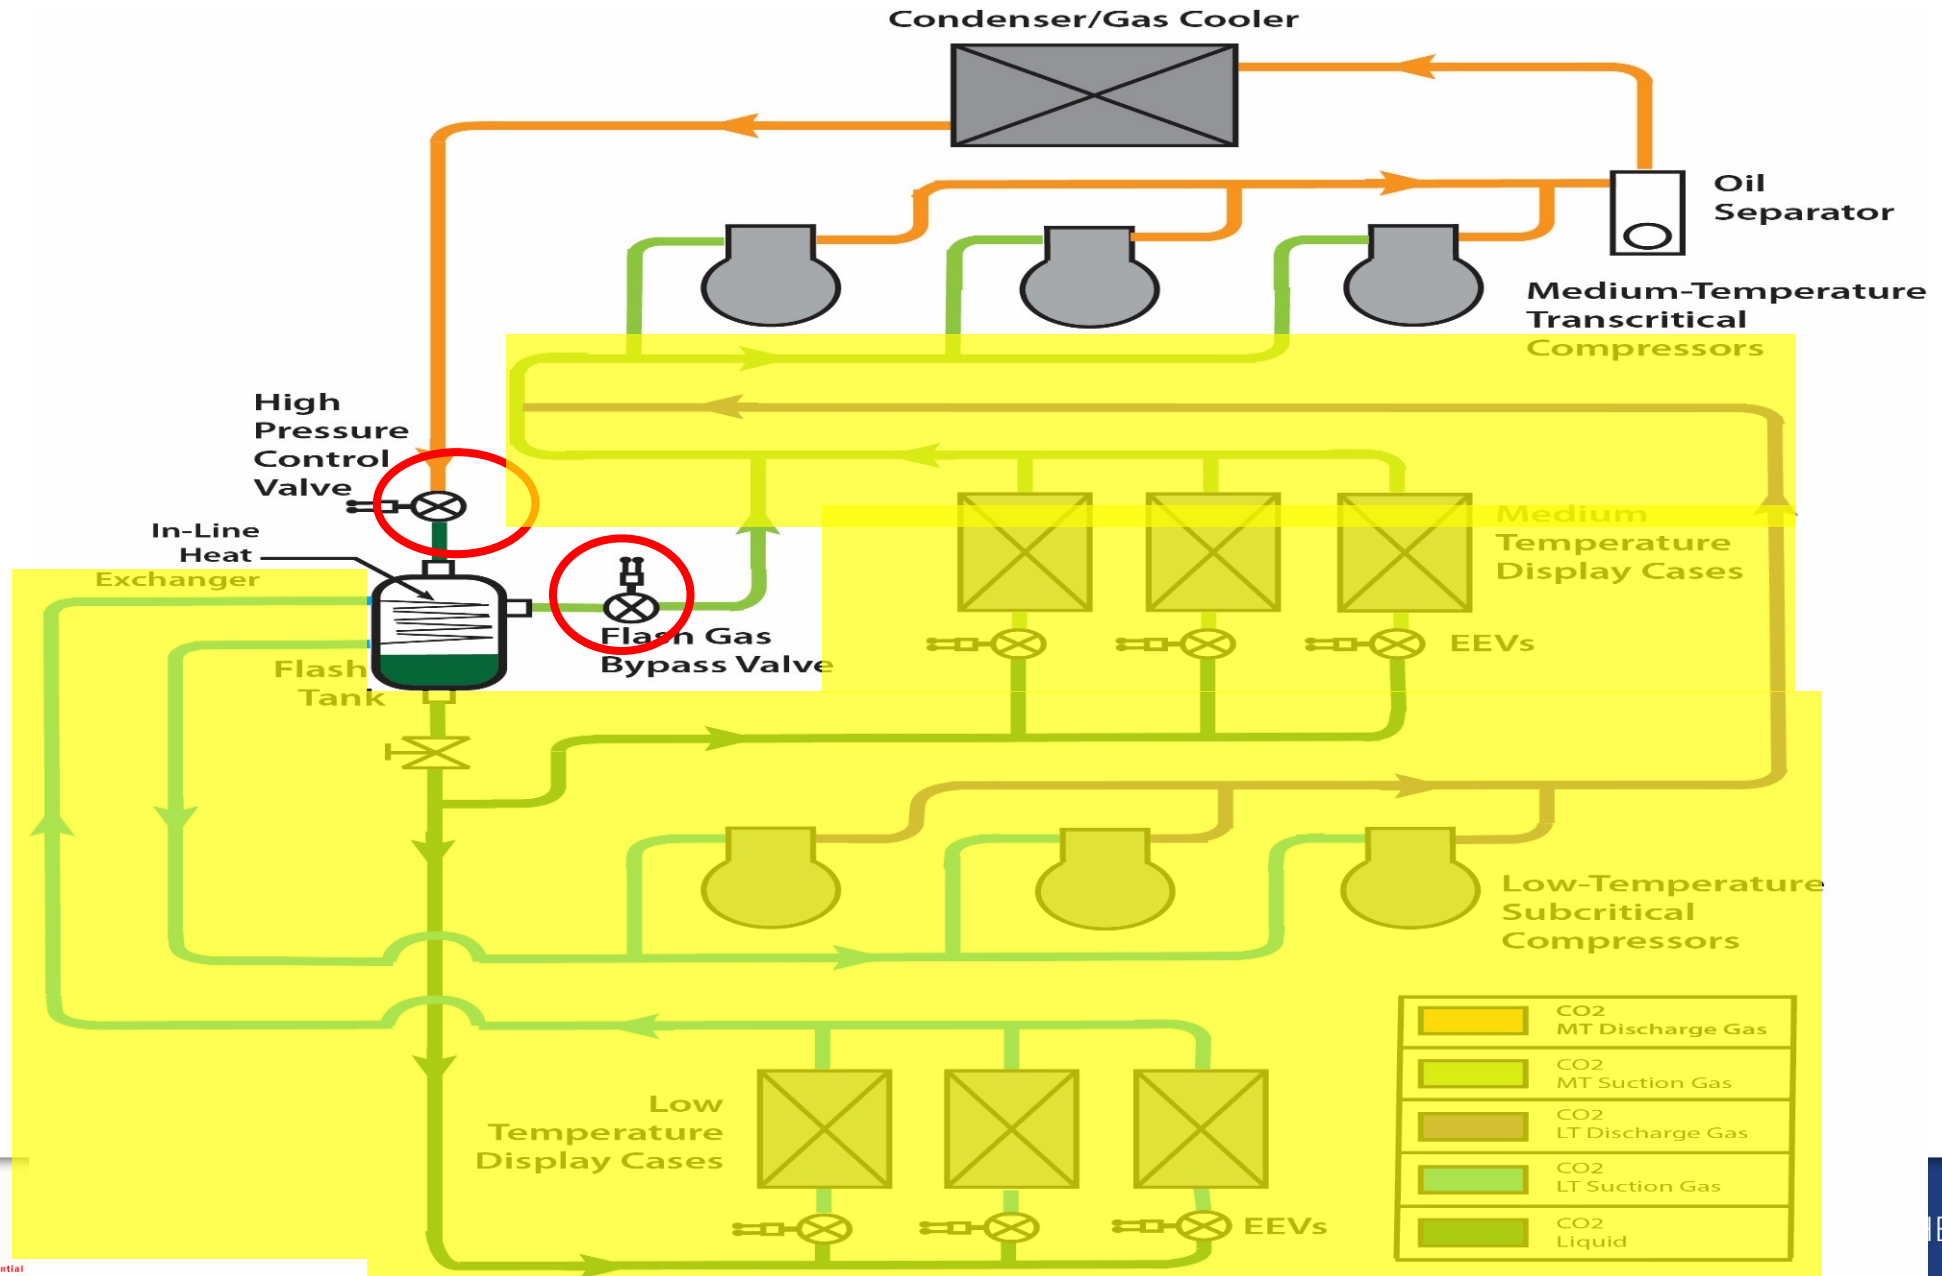 Condenser/Gas Cooler
Oil
Separator
Medium-Temperature
Transcritical
Compressors
High
Pressure
Control
Valve
In-Line
Heat
Exchanger
Flash Gas
Bypass Valve
Flash
Tank
Medium
Temperature
Display Cases
EEVs
Low-Temperature
Subcritical
Compressors
Low
Temperature
Display Cases
EEVs
CO2
MT Discharge Gas
CO2
MT Suction Gas
CO2
LT Discharge Gas
CO2
LT Suction Gas
CO2
Liquid
ntial